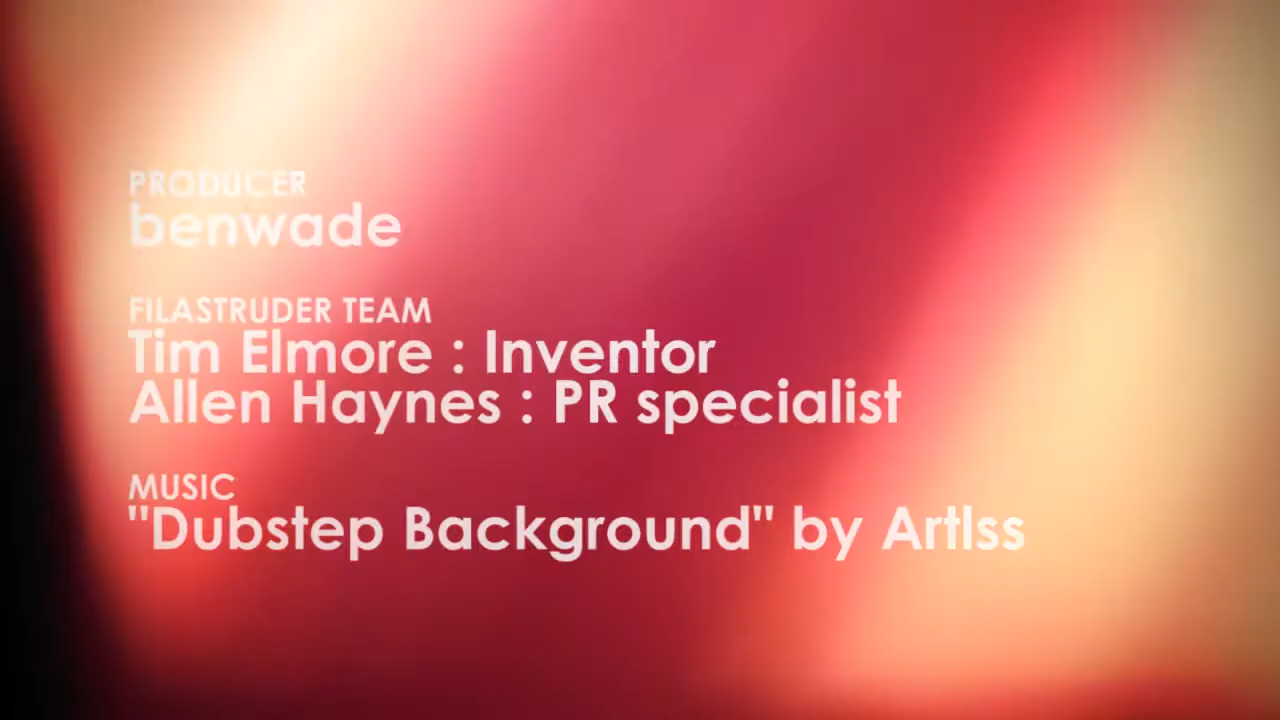 PRODUCER
benwade
FILASTRUDER TEAM
Tim Elmore : Inventor
Allen Haynes : PR specialist
MUSIC
"Dubstep Background" by ArtIss